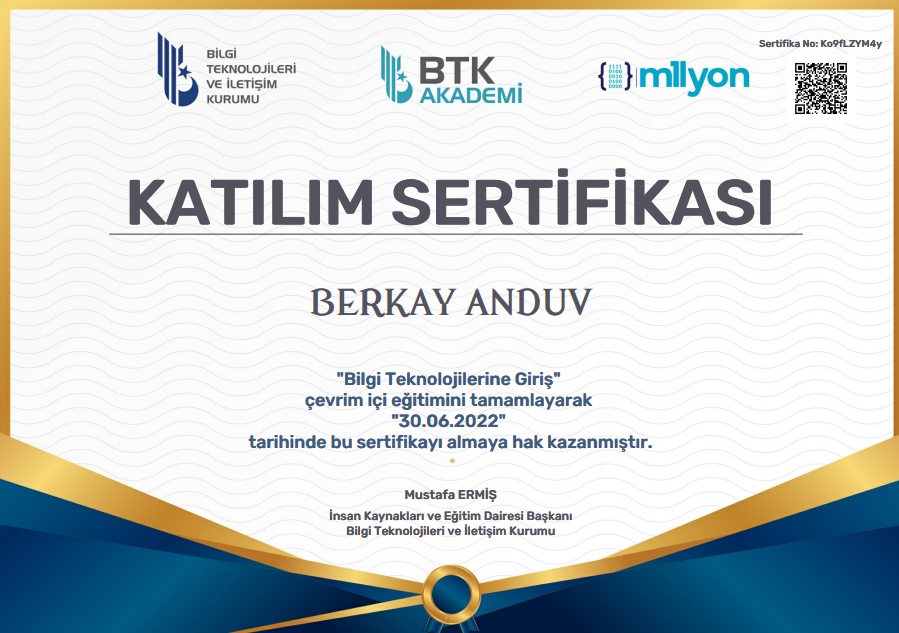 BİLGİ
TEKNOLOJİLERİ
VE İLETİŞİM
KURUMU
BTK
AKADEMİ
1111
0100
0010
0100
0000
m1lyon
Sertifika No: Ko9fLZYM4y
KATILIM SERTİFİKASI
BERKAY ANDUV
"Bilgi Teknolojilerine Giriş"
çevrim içi eğitimini tamamlayarak
"30.06.2022"
tarihinde bu sertifikayı almaya hak kazanmıştır.
Mustafa ERMİŞ
İnsan Kaynakları ve Eğitim Dairesi Başkanı
Bilgi Teknolojileri ve İletişim Kurumu